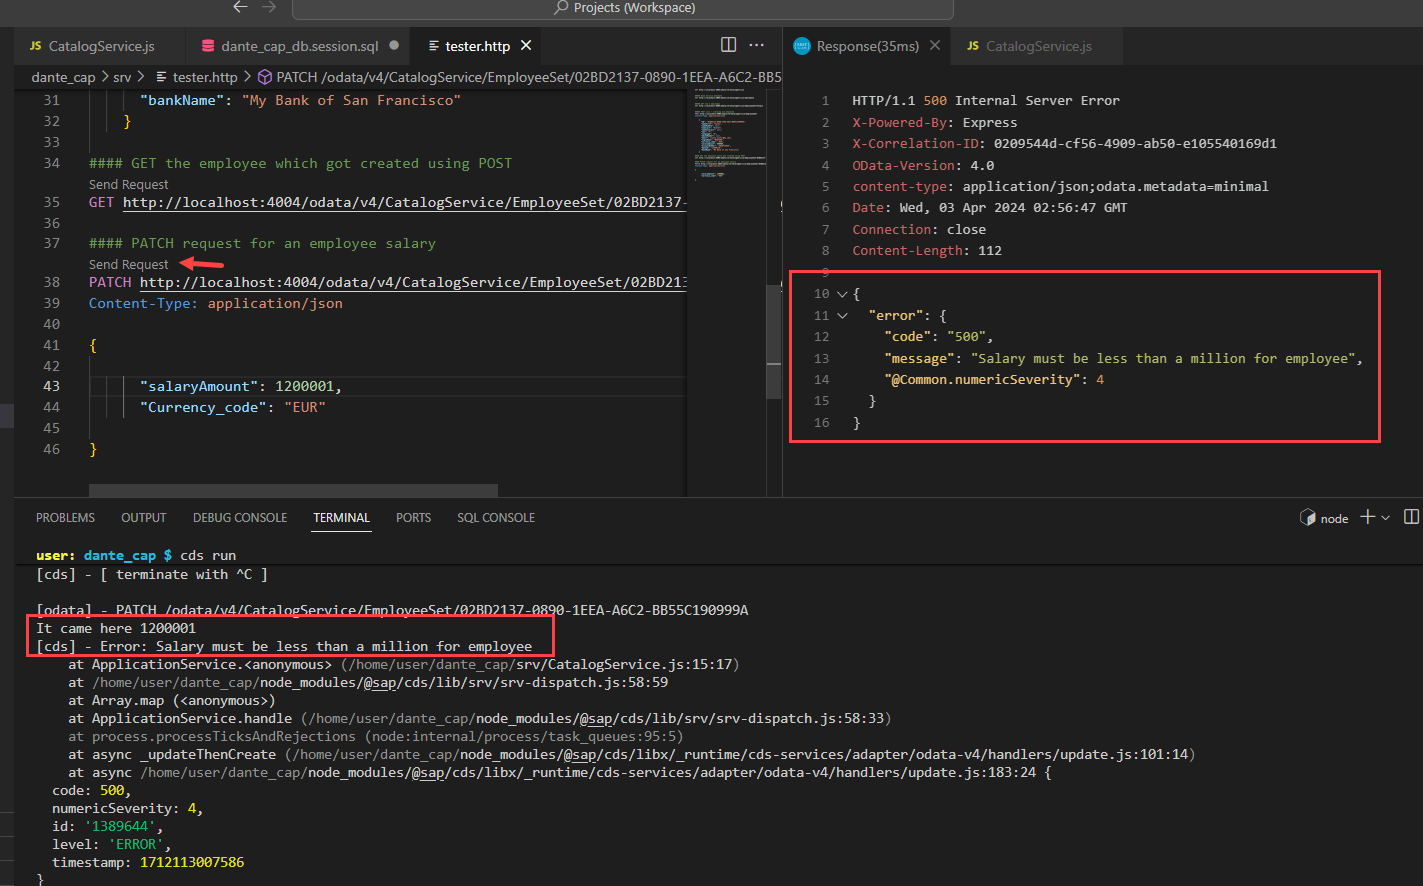 Projects (Workspace)
JS CatalogService.js
dante_cap_db.session.sql
tester.http
dante_cap > srv > tester.http > PATCH /odata/v4/CatalogService/EmployeeSet/02BD2137-0890-1EEA-A6C2-BB5
31 "bankName": "My Bank of San Francisco"
32 }
33
34 #### GET the employee which got created using POST
Send Request
35 GET http://localhost:4004/odata/v4/CatalogService/EmployeeSet/02BD2137-
36
37 #### PATCH request for an employee salary
Send Request
38 PATCH http://localhost:4004/odata/v4/CatalogService/EmployeeSet/02BD213
39 Content-Type: application/json
40
41 {
42
43 "salaryAmount": 1200001,
44 "Currency_code": "EUR"
45
46 }
Response(35ms)
JS CatalogService.js
1 HTTP/1.1 500 Internal Server Error
2 X-Powered-By: Express
3 X-Correlation-ID: 0209544d-cf56-4909-ab50-e105540169d1
4 OData-Version: 4.0
5 content-type: application/json;odata.metadata=minimal
6 Date: Wed, 03 Apr 2024 02:56:47 GMT
7 Connection: close
8 Content-Length: 112
9
10 {
11 "error": {
12 "code": "500",
13 "message": "Salary must be less than a million for employee",
14 "@Common.numericSeverity": 4
15 }
16 }
PROBLEMS OUTPUT DEBUG CONSOLE TERMINAL PORTS SQL CONSOLE
node
user: dante_cap $ cds run
[cds] - [ terminate with ^C ]
[odata] - PATCH /odata/v4/CatalogService/EmployeeSet/02BD2137-0890-1EEA-A6C2-BB55C190999A
It came here 1200001
[cds] - Error: Salary must be less than a million for employee
at ApplicationService.<anonymous> (/home/user/dante_cap/srv/CatalogService.js:15:17)
at /home/user/dante_cap/node_modules/@sap/cds/lib/srv/srv-dispatch.js:58:59
at Array.map (<anonymous>)
at ApplicationService.handle (/home/user/dante_cap/node_modules/@sap/cds/lib/srv/srv-dispatch.js:58:33)
at process.processTicksAndRejections (node:internal/process/task_queues:95:5)
at async _updateThenCreate (/home/user/dante_cap/node_modules/@sap/cds/libx/_runtime/cds-services/adapter/odata-v4/handlers/update.js:101:14)
at async /home/user/dante_cap/node_modules/@sap/cds/libx/_runtime/cds-services/adapter/odata-v4/handlers/update.js:183:24 {
code: 500,
numericSeverity: 4,
id: '1389644',
level: 'ERROR',
timestamp: 1712113007586
}